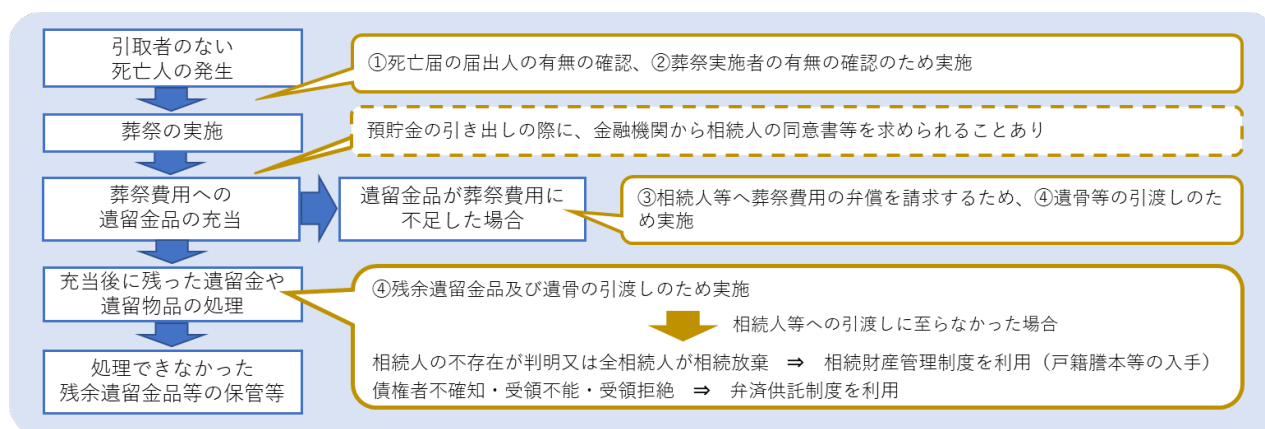 引取者のない
死亡人の発生
①死亡届の届出人の有無の確認、②葬祭実施者の有無の確認のため実施
葬祭の実施
預貯金の引き出しの際に、金融機関から相続人の同意書等を求められることあり
葬祭費用への
遺留金品の充当
遺留金品が葬祭費用に
不足した場合
③相続人等へ葬祭費用の弁償を請求するため、④遺骨等の引渡しのた
め実施
充当後に残った遺留金や
遺留物品の処理
④残余遺留金品及び遺骨の引渡しのため実施
相続人等への引渡しに至らなかった場合
相続人の不存在が判明又は全相続人が相続放棄 ⇒ 相続財産管理制度を利用（戸籍謄本等の入手）
債権者不確知・受領不能・受領拒絶 ⇒ 弁済供託制度を利用
処理できなかった
残余遺留金品等の保管等